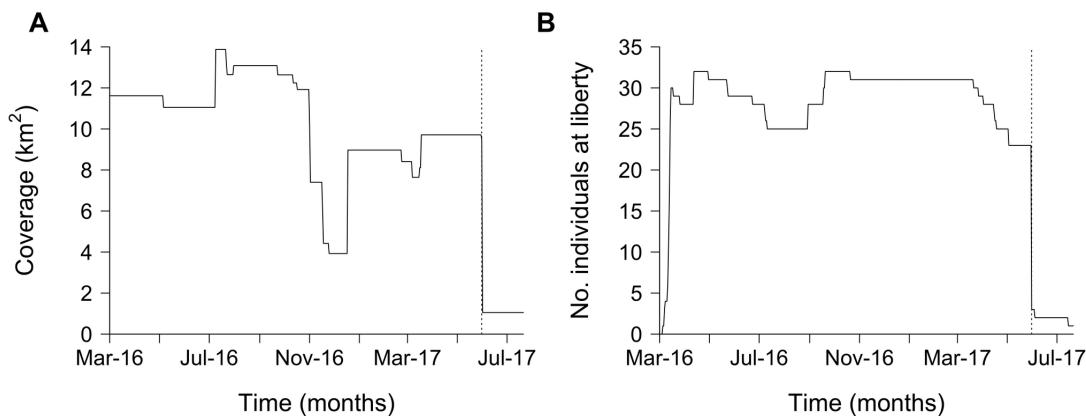 A
B
Coverage (km2)
14
12
10
8
6
4
2
0
Mar-16 Jul-16 Nov-16 Mar-17 Jul-17
Time (months)
No. individuals at liberty
35
30
25
20
15
10
5
0
Mar-16 Jul-16 Nov-16 Mar-17 Jul-17
Time (months)